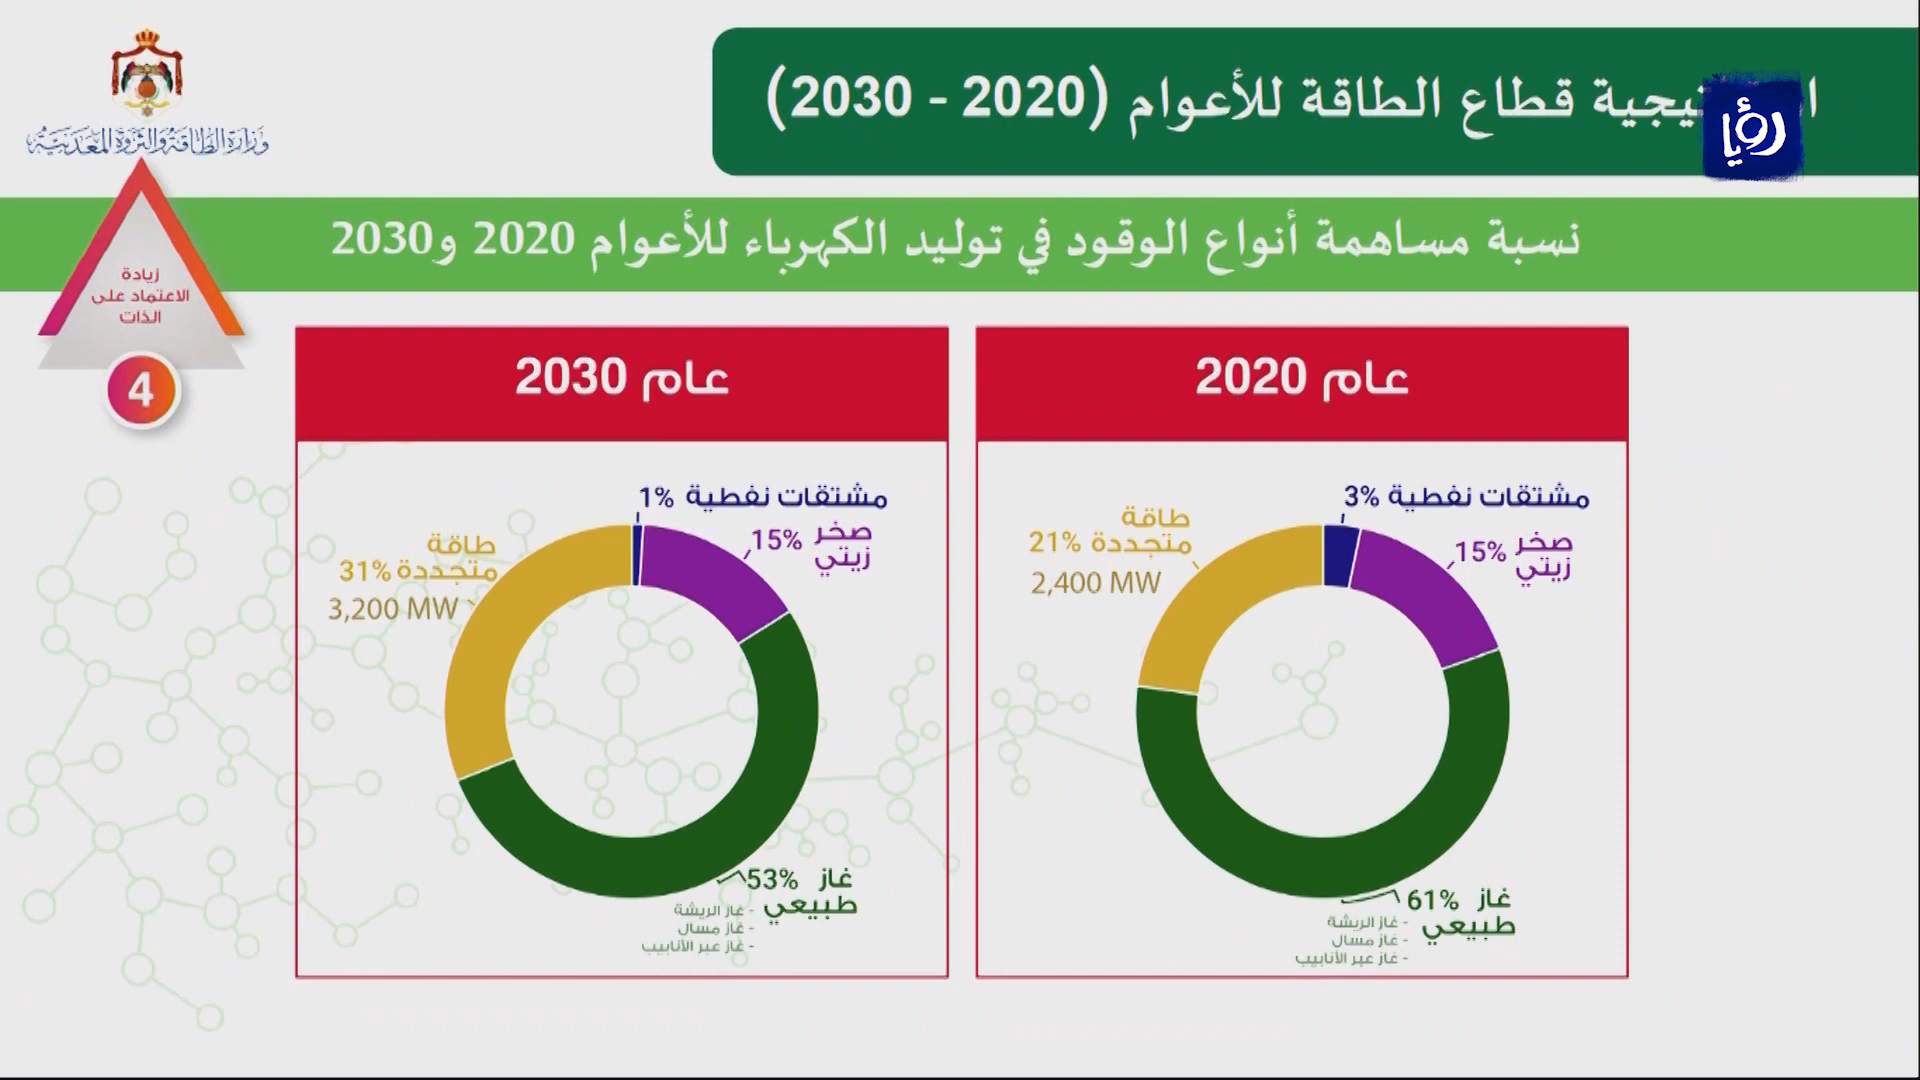 وزارة الطاقة والثروة المعدنية
قطاع الطاقة للأعوام (2020 - 2030)
رؤيا
نسبة مساهمة أنواع الوقود في توليد الكهرباء للأعوام 2020 و2030
زيادة
الاعتماد على
الذات
4
عام 2020
مشتقات نفطية 3%
صخر
زيتي 15%
طاقة
متجددة 21%
2,400 MW
غاز 61%
طبيعي
- غاز الريشة
- غاز مسال
- غاز عبر الأنابيب
عام 2030
مشتقات نفطية 1%
صخر
زيتي 15%
طاقة
متجددة 31%
3,200 MW
غاز 53%
طبيعي
- غاز الريشة
- غاز مسال
- غاز عبر الأنابيب